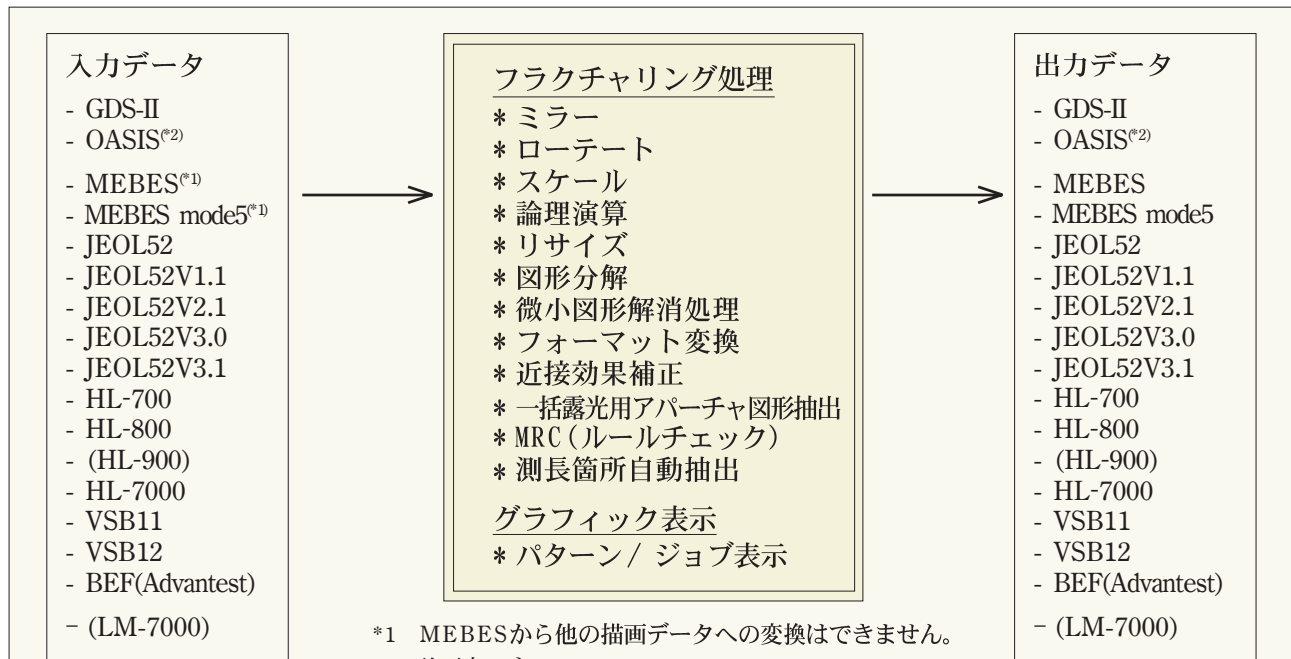 入力データ
- GDS-II
- OASIS(*2)
- MEBES(*1)
- MEBES mode5(*1)
- JEOL52
- JEOL52V1.1
- JEOL52V2.1
- JEOL52V3.0
- JEOL52V3.1
- HL-700
- HL-800
- (HL-900)
- HL-7000
- VSB11
- VSB12
- BEF(Advantest)
- (LM-7000)
フラクチャリング処理
* ミラー
* ローテート
* スケール
* 論理演算
* リサイズ
* 図形分解
* 微小図形解消処理
* フォーマット変換
* 近接効果補正
* 一括露光用アパーチャ図形抽出
* MRC(ルールチェック)
* 測長箇所自動抽出
グラフィック表示
* パターン / ジョブ表示
*1 MEBESから他の描画データへの変換はできません。
出力データ
- GDS-II
- OASIS(*2)
- MEBES
- MEBES mode5
- JEOL52
- JEOL52V1.1
- JEOL52V2.1
- JEOL52V3.0
- JEOL52V3.1
- HL-700
- HL-800
- (HL-900)
- HL-7000
- VSB11
- VSB12
- BEF(Advantest)
- (LM-7000)